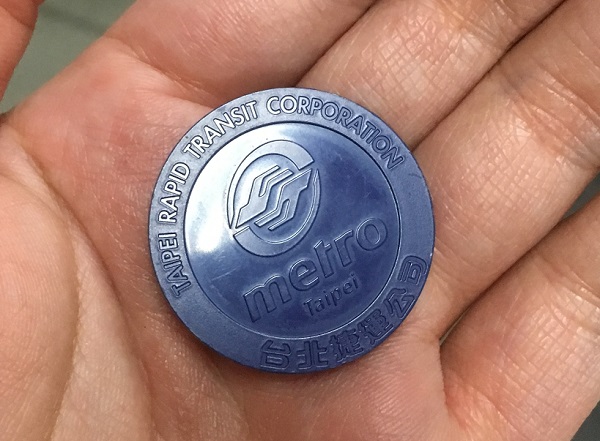 TAIPEI RAPID TRANSIT CORPORATION
metro
Taipei
台北捷運公司